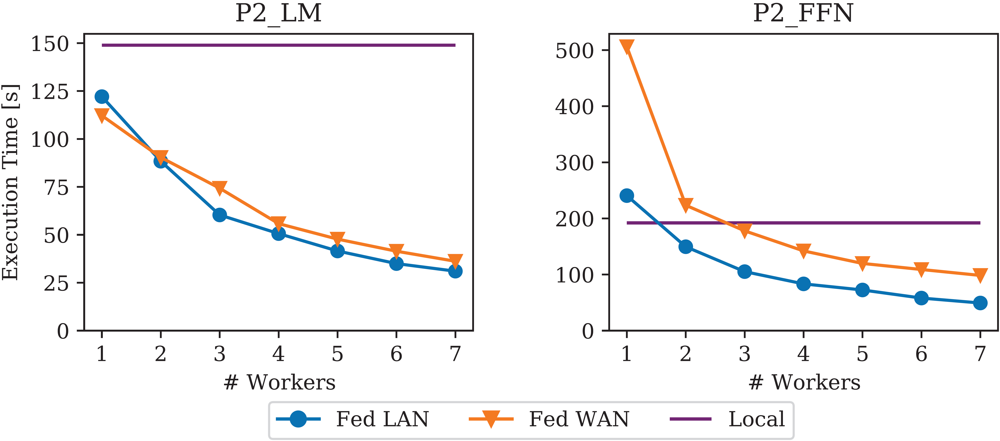 P2_LM
Execution Time [s]
150
125
100
75
50
25
0
1 2 3 4 5 6 7
# Workers
P2_FFN
500
400
300
200
100
0
1 2 3 4 5 6 7
# Workers
Fed LAN Fed WAN Local